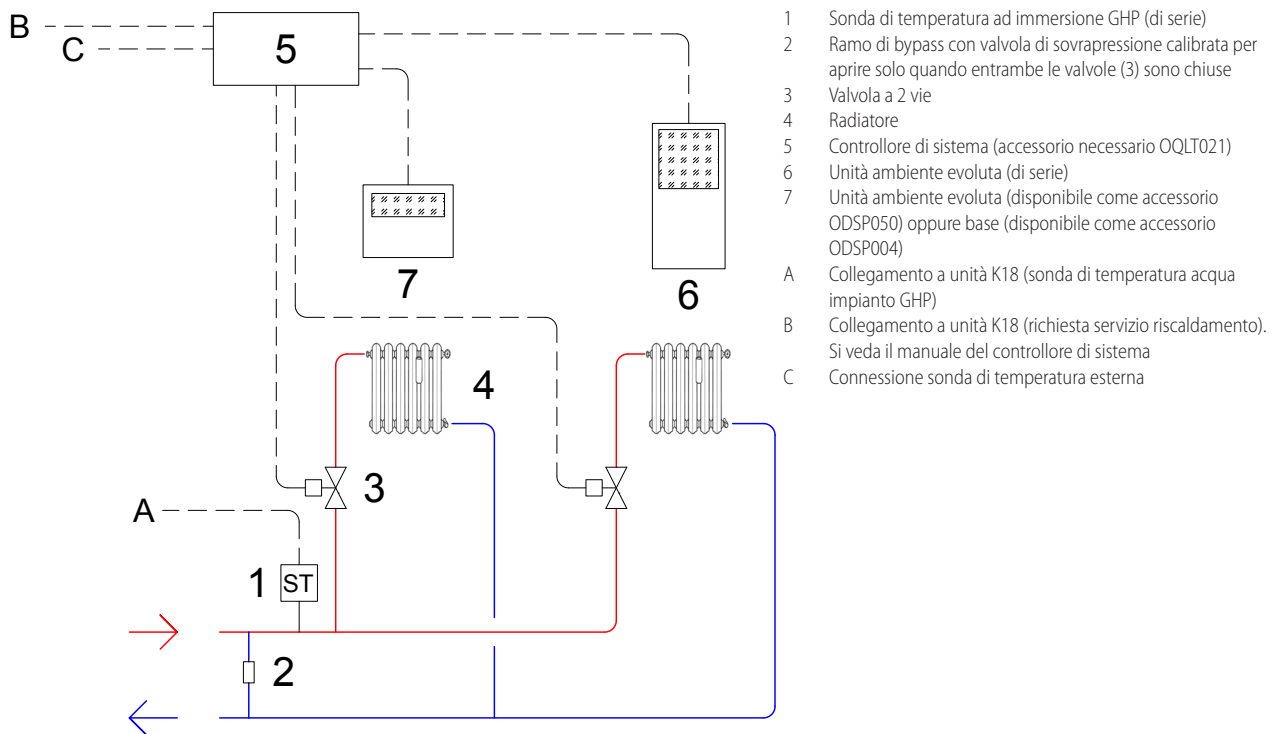 B
C
5
7
6
4
3
A
1
ST
2
1 Sonda di temperatura ad immersione GHP (di serie)
2 Ramo di bypass con valvola di sovrapressione calibrata per
aprire solo quando entrambe le valvole (3) sono chiuse
3 Valvola a 2 vie
4 Radiatore
5 Controllore di sistema (accessorio necessario OQLT021)
6 Unità ambiente evoluta (di serie)
7 Unità ambiente evoluta (disponibile come accessorio
ODSP050) oppure base (disponibile come accessorio
ODSP004)
A Collegamento a unità K18 (sonda di temperatura acqua
impianto GHP)
B Collegamento a unità K18 (richiesta servizio riscaldamento).
Si veda il manuale del controllore di sistema
C Connessione sonda di temperatura esterna